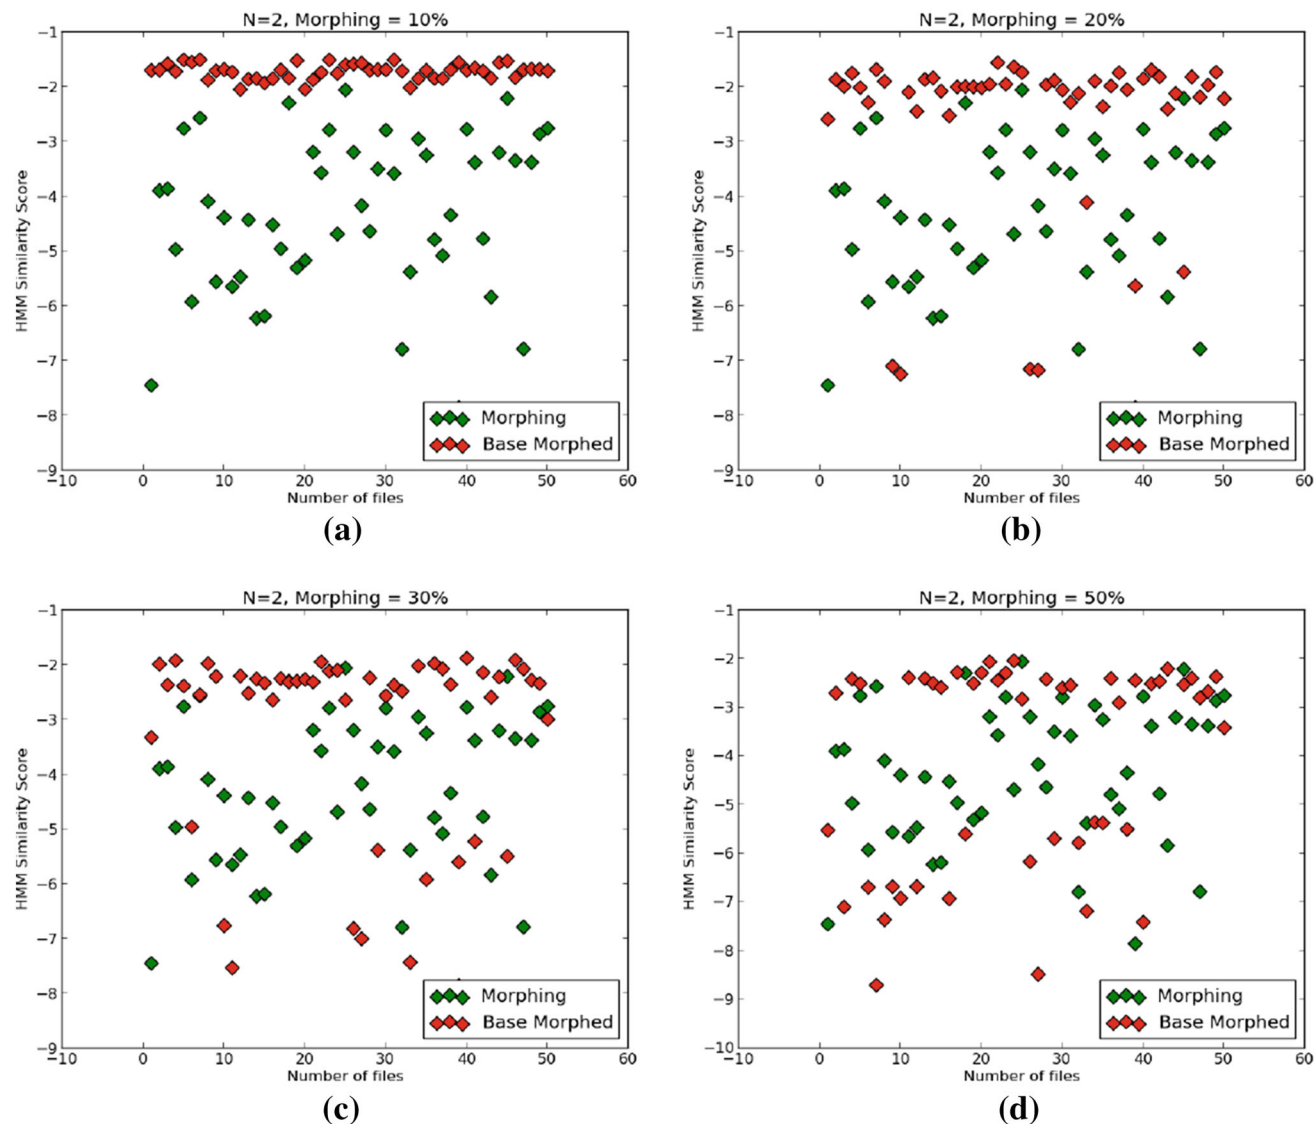 N=2, Morphing = 10%
−1
−2
−3
−4
−5
−6
−7
−8
−9
HMM Similarity Score
Morphing
Base Morphed
−10 0 10 20 30 40 50 60
Number of files
(a)
N=2, Morphing = 20%
−1
−2
−3
−4
−5
−6
−7
−8
−9
HMM Similarity Score
Morphing
Base Morphed
−10 0 10 20 30 40 50 60
Number of files
(b)
N=2, Morphing = 30%
−1
−2
−3
−4
−5
−6
−7
−8
−9
HMM Similarity Score
Morphing
Base Morphed
−10 0 10 20 30 40 50 60
Number of files
(c)
N=2, Morphing = 50%
−1
−2
−3
−4
−5
−6
−7
−8
−9
−10
HMM Similarity Score
Morphing
Base Morphed
−10 0 10 20 30 40 50 60
Number of files
(d)